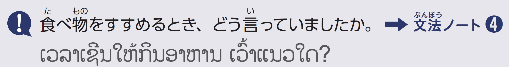 ! 食べ物をすすめるとき、どう言っていましたか。 → 文法ノート 4
ເວລາເຊີນໃຫ້ກິນອາຫານ ເວົ້າແນວໃດ?